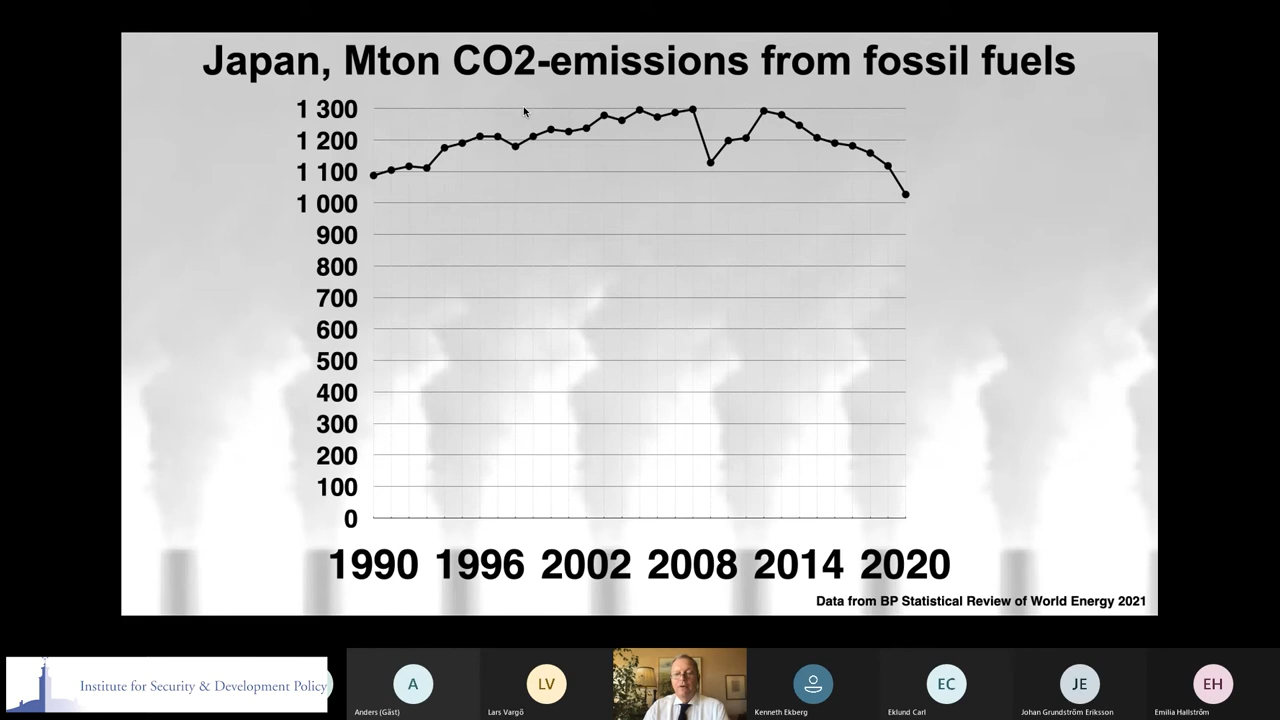 Japan, Mton CO2-emissions from fossil fuels
1 300
1 200
1 100
1 000
900
800
700
600
500
400
300
200
100
0
1990 1996 2002 2008 2014 2020
Data from BP Statistical Review of World Energy 2021
Institute for Security & Development Policy
A
Anders (Gäst)
LV
Lars Vargö
Kenneth Ekberg
EC
Eklund Carl
JE
Johan Grundström Eriksson
EH
Emilia Hallström